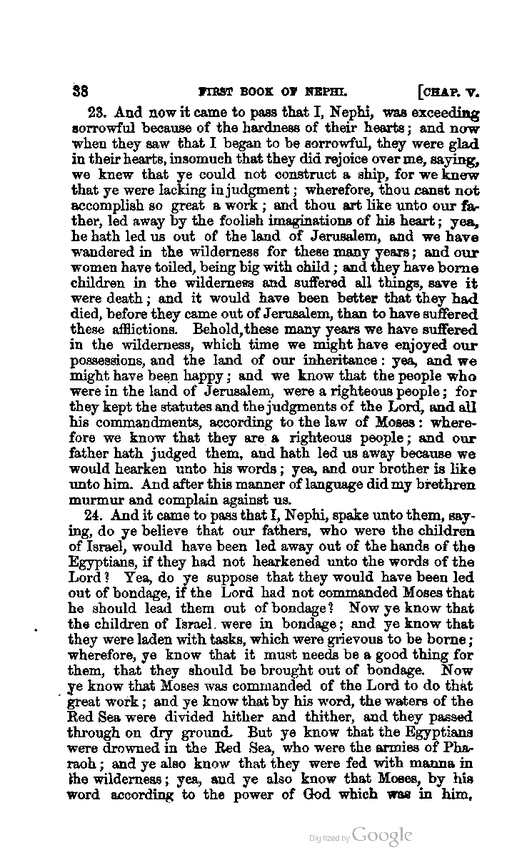 38 FIRST BOOK OF NEPHI. [CHAP. V.
23. And now it came to pass that I, Nephi, was exceeding
sorrowful because of the hardness of their hearts; and now
when they saw that I began to be sorrowful, they were glad
in their hearts, insomuch that they did rejoice over me, saying,
we knew that ye could not construct a ship, for we knew
that ye were lacking in judgment; wherefore, thou canst not
accomplish so great a work; and thou art like unto our fa-
ther, led away by the foolish imaginations of his heart; yea,
he hath led us out of the land of Jerusalem, and we have
wandered in the wilderness for these many years; and our
women have toiled, being big with child; and they have borne
children in the wilderness and suffered all things, save it
were death; and it would have been better that they had
died, before they came out of Jerusalem, than to have suffered
these afflictions. Behold,these many years we have suffered
in the wilderness, which time we might have enjoyed our
possessions, and the land of our inheritance: yea, and we
might have been happy; and we know that the people who
were in the land of Jerusalem, were a righteous people; for
they kept the statutes and the judgments of the Lord, and all
his commandments, according to the law of Moses: where-
fore we know that they are a righteous people; and our
father hath judged them, and hath led us away because we
would hearken unto his words; yea, and our brother is like
unto him. And after this manner of language did my brethren
murmur and complain against us.
24. And it came to pass that I, Nephi, spake unto them, say-
ing, do ye believe that our fathers, who were the children
of Israel, would have been led away out of the hands of the
Egyptians, if they had not hearkened unto the words of the
Lord? Yea, do ye suppose that they would have been led
out of bondage, if the Lord had not commanded Moses that
he should lead them out of bondage? Now ye know that
the children of Israel were in bondage; and ye know that
they were laden with tasks, which were grievous to be borne;
wherefore, ye know that it must needs be a good thing for
them, that they should be brought out of bondage. Now
ye know that Moses was commanded of the Lord to do that
great work; and ye know that by his word, the waters of the
Red Sea were divided hither and thither, and they passed
through on dry ground. But ye know that the Egyptians
were drowned in the Red Sea, who were the armies of Pha-
raoh; and ye also know that they were fed with manna in
the wilderness; yea, and ye also know that Moses, by his
word according to the power of God which was in him,
Digitized by Google